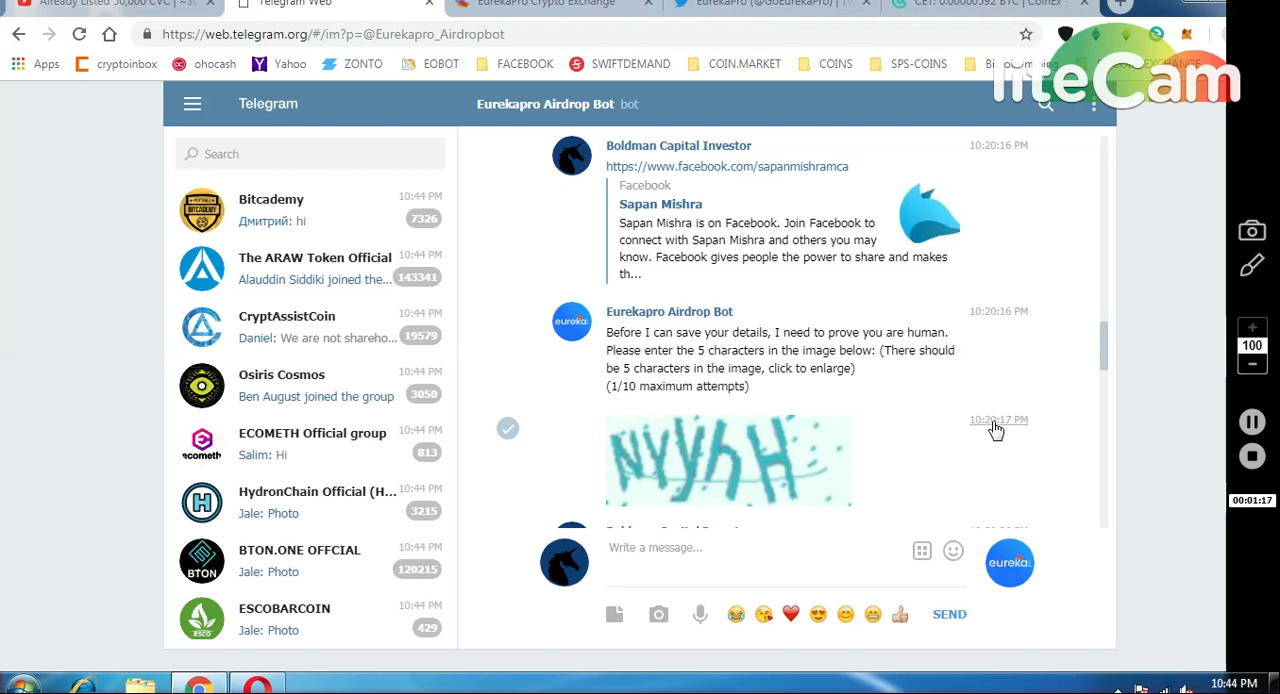 Already Listed 50,000 CVC | ~$
Telegram Web
EurekaPro Crypto Exchange
EurekaPro (@GoEurekaPro) | Tw
CET: 0.00000592 BTC | CoinEx -
https://web.telegram.org/#/im?p=@Eurekapro_Airdropbot
Apps
cryptoinbox
ohocash
Yahoo
ZONTO
EOBOT
FACEBOOK
SWIFTDEMAND
COIN.MARKET
COINS
SPS-COINS
liteCam
Telegram
Eurekapro Airdrop Bot bot
Search
Bitcademy 10:44 PM
Дмитрий: hi 7326
The ARAW Token Official 10:44 PM
Alauddin Siddiki joined the... 143341
CryptAssistCoin 10:44 PM
Daniel: We are not shareho... 19579
Osiris Cosmos 10:44 PM
Ben August joined the group 3050
ECOMETH Official group 10:44 PM
Salim: Hi 813
ecometh
HydronChain Official (H... 10:44 PM
Jale: Photo 3215
BTON.ONE OFFCIAL 10:44 PM
Jale: Photo 120215
BTON
ESCOBARCOIN 10:44 PM
Jale: Photo 429
esco
Boldman Capital Investor 10:20:16 PM
https://www.facebook.com/sapanmishramca
Facebook
Sapan Mishra
Sapan Mishra is on Facebook. Join Facebook to
connect with Sapan Mishra and others you may
know. Facebook gives people the power to share and makes
th...
eureka
Eurekapro Airdrop Bot 10:20:16 PM
Before I can save your details, I need to prove you are human.
Please enter the 5 characters in the image below: (There should
be 5 characters in the image, click to enlarge)
(1/10 maximum attempts)
10:20:17 PM
NYyhH
Write a message...
eureka
SEND
100
00:01:17
10:44 PM